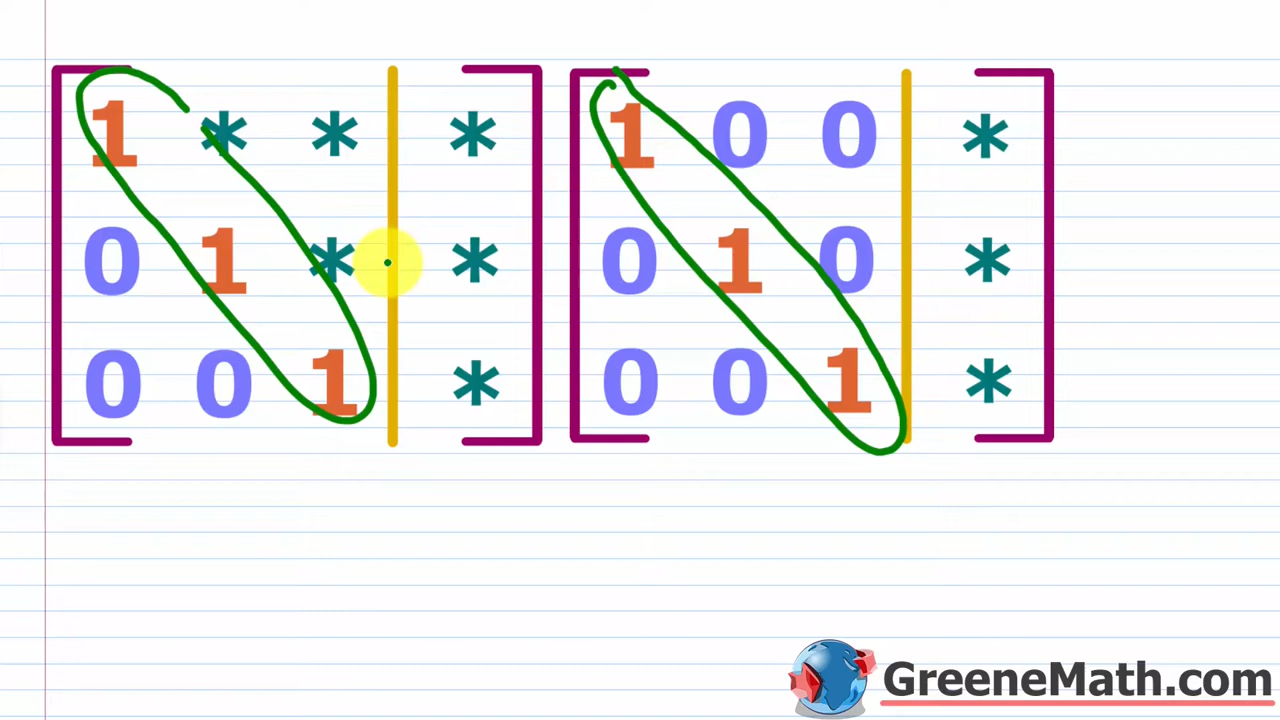 1 * * * 1 0 0 *
0 1 * * 0 1 0 *
0 0 1 * 0 0 1 *
GreeneMath.com